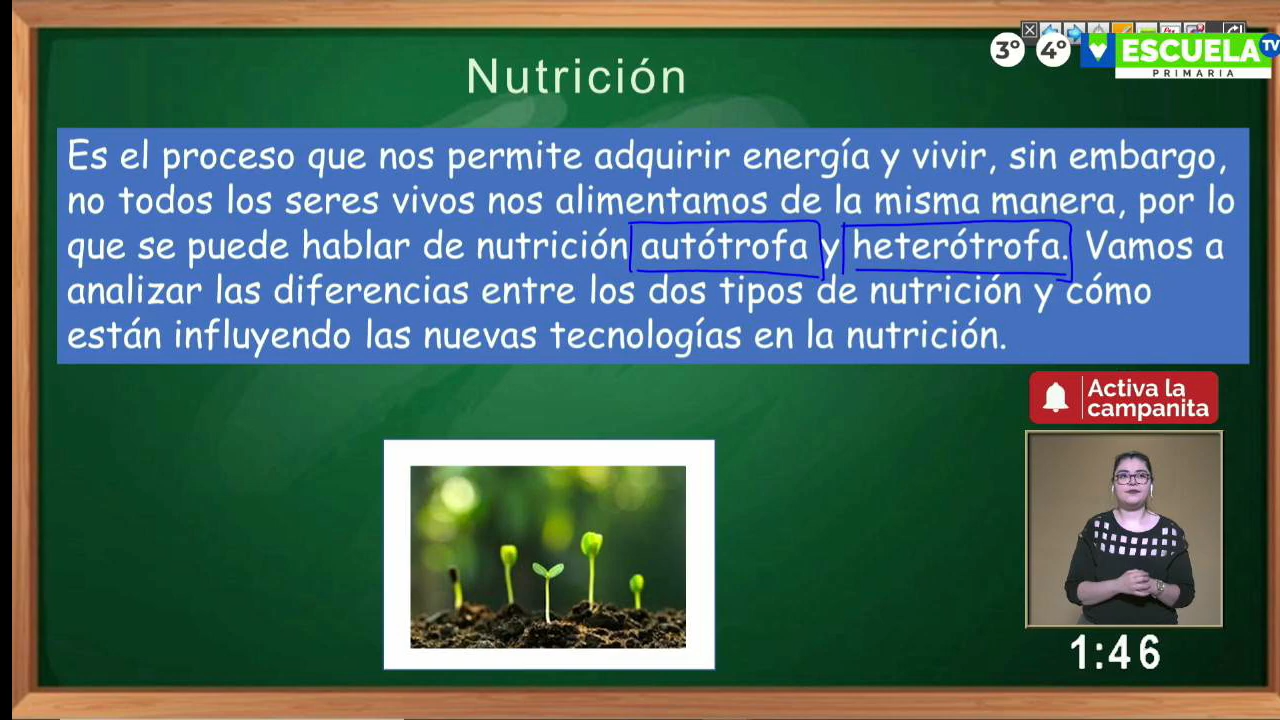 3º 4º ESCUELA TV
PRIMARIA
Nutrición
Es el proceso que nos permite adquirir energía y vivir, sin embargo,
no todos los seres vivos nos alimentamos de la misma manera, por lo
que se puede hablar de nutrición autótrofa y heterótrofa. Vamos a
analizar las diferencias entre los dos tipos de nutrición y cómo
están influyendo las nuevas tecnologías en la nutrición.
Activa la
campanita
1:46